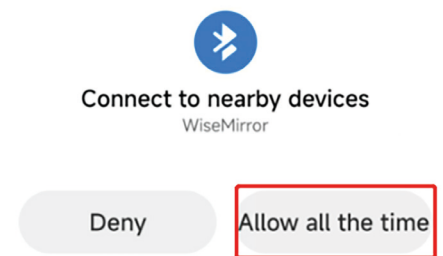 Connect to nearby devices
WiseMirror
Deny
Allow all the time